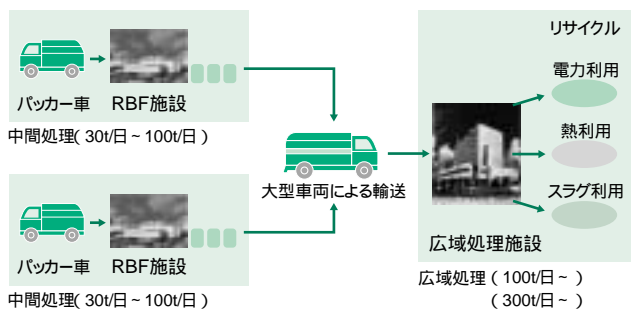 パッカー車
RBF施設
中間処理(30t/日~100t/日)
パッカー車
RBF施設
中間処理(30t/日~100t/日)
大型車両による輸送
リサイクル
電力利用
熱利用
スラグ利用
広域処理施設
広域処理(100t/日~ )
(300t/日~ )